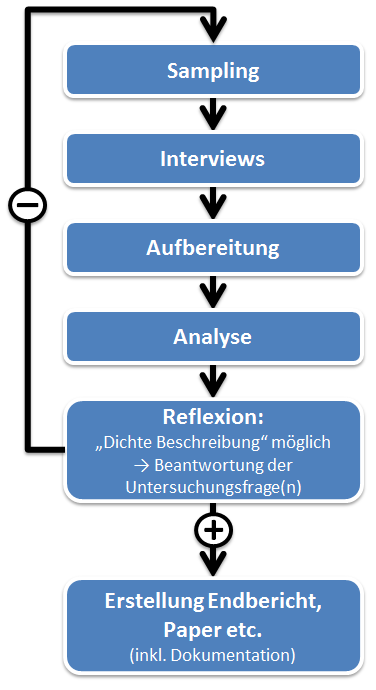 Sampling
Interviews
Aufbereitung
Analyse
Reflexion:
„Dichte Beschreibung“ möglich
→ Beantwortung der
Untersuchungsfrage(n)
Erstellung Endbericht,
Paper etc.
(inkl. Dokumentation)